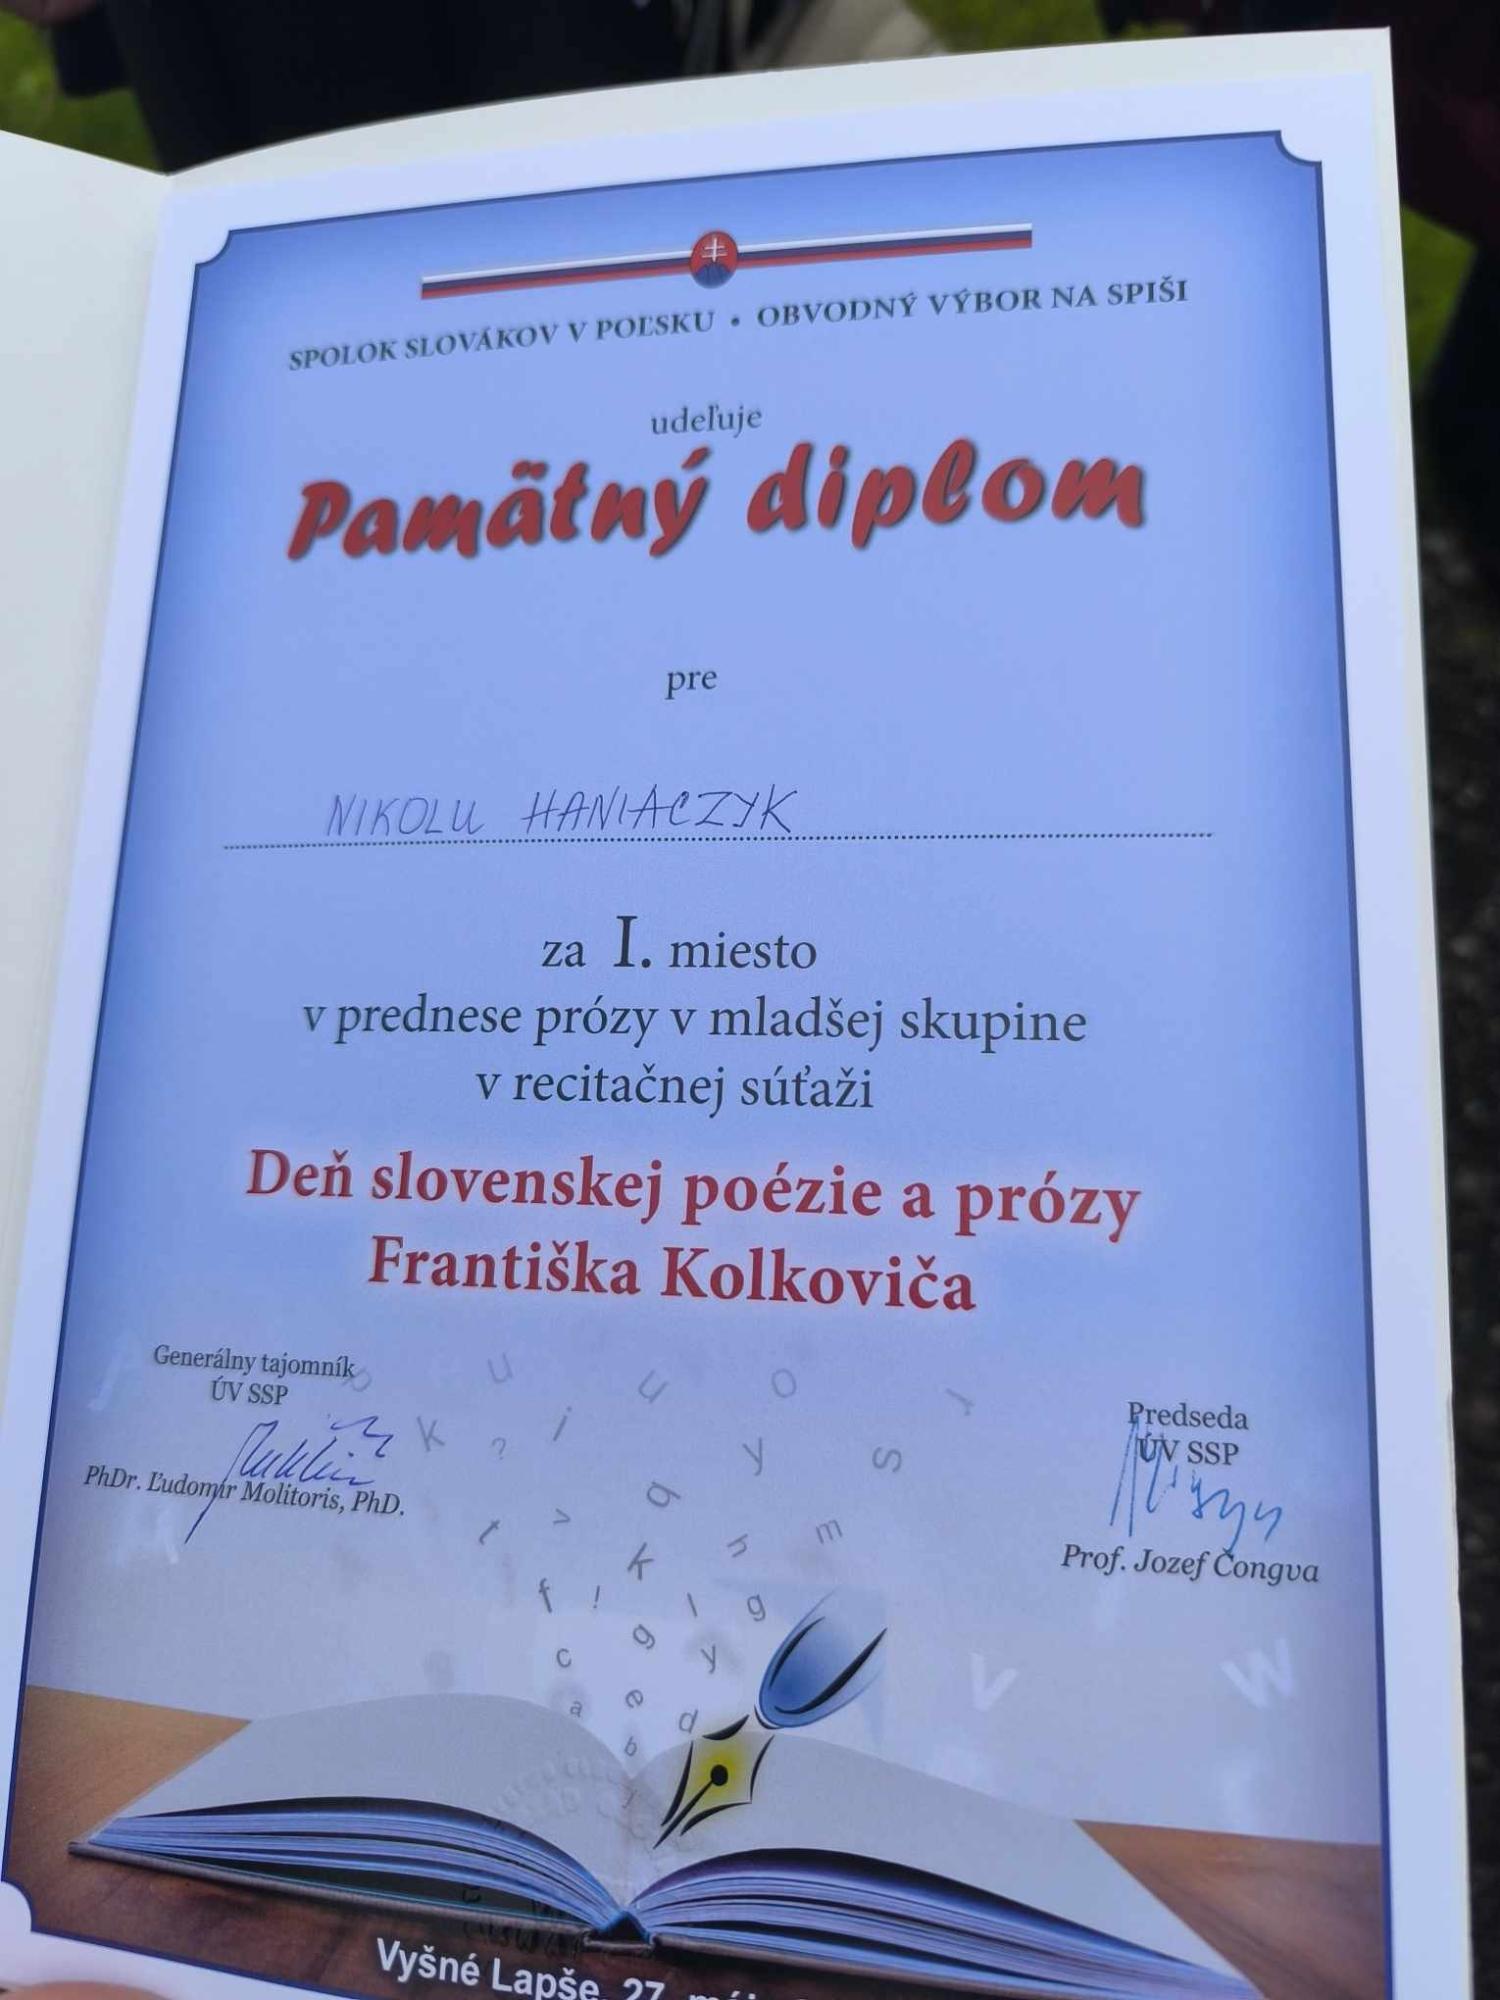 SPOLOK SLOVÁKOV V POĽSKU • OBVODNÝ VÝBOR NA SPIŠI
udeľuje
Pamätný diplom
pre
NIKOLU HANIACZYK
za I. miesto
v prednese prózy v mladšej skupine
v recitačnej súťaži
Deň slovenskej poézie a prózy
Františka Kolkoviča
Generálny tajomník
ÚV SSP
PhDr. Ľudomír Molitoris, PhD.
Predseda
ÚV SSP
Prof. Jozef Čongva
Vyšné Lapše, 27.